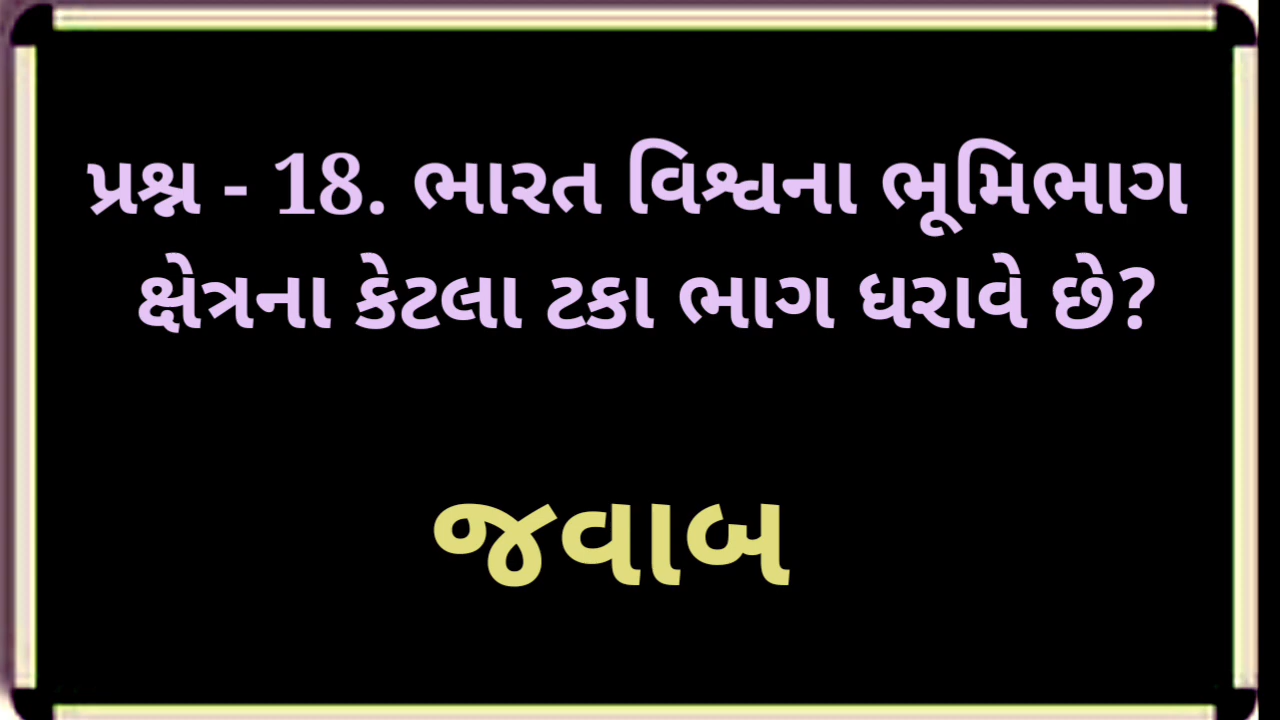 પ્રશ્ન - 18. ભારત વિશ્વના ભૂમિભાગ
ક્ષેત્રના કેટલા ટકા ભાગ ધરાવે છે?
જવાબ